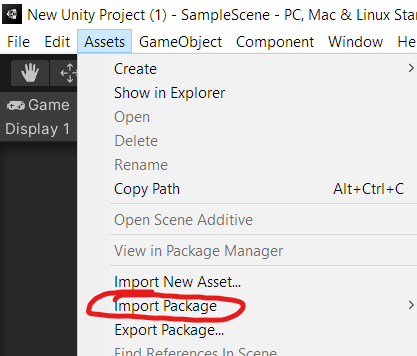 New Unity Project (1) - SampleScene - PC, Mac & Linux Star
File Edit Assets GameObject Component Window He
Game
Display 1
Create
Show in Explorer
Open
Delete
Rename
Copy Path Alt+Ctrl+C
Open Scene Additive
View in Package Manager
Import New Asset...
Import Package
Export Package...
Find References In Scene